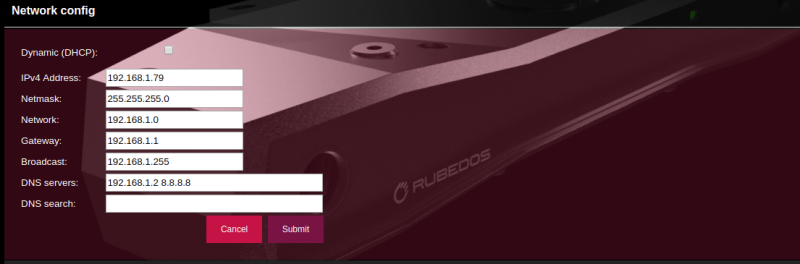 Network config
Dynamic (DHCP):
IPv4 Address: 192.168.1.79
Netmask: 255.255.255.0
Network: 192.168.1.0
Gateway: 192.168.1.1
Broadcast: 192.168.1.255
DNS servers: 192.168.1.2 8.8.8.8
DNS search:
Cancel Submit
RUBEDOS